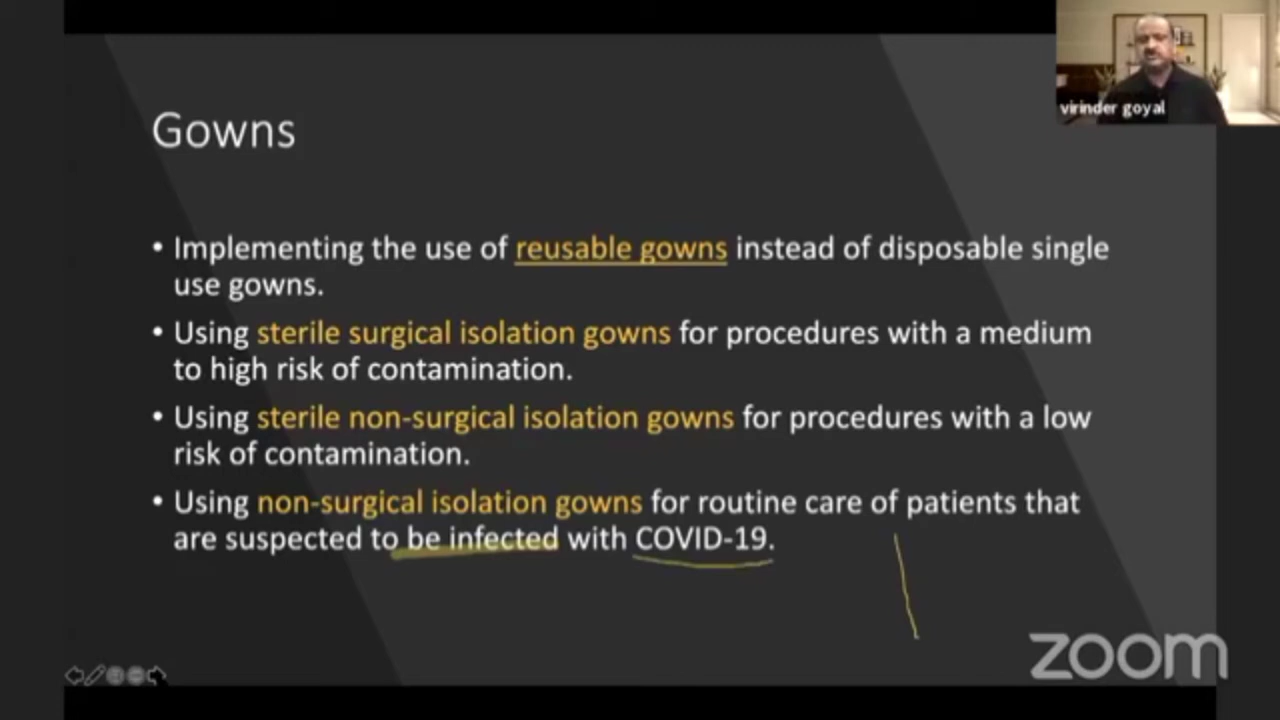 virinder goyal
Gowns
• Implementing the use of reusable gowns instead of disposable single
use gowns.
• Using sterile surgical isolation gowns for procedures with a medium
to high risk of contamination.
• Using sterile non-surgical isolation gowns for procedures with a low
risk of contamination.
• Using non-surgical isolation gowns for routine care of patients that
are suspected to be infected with COVID-19.
zoom